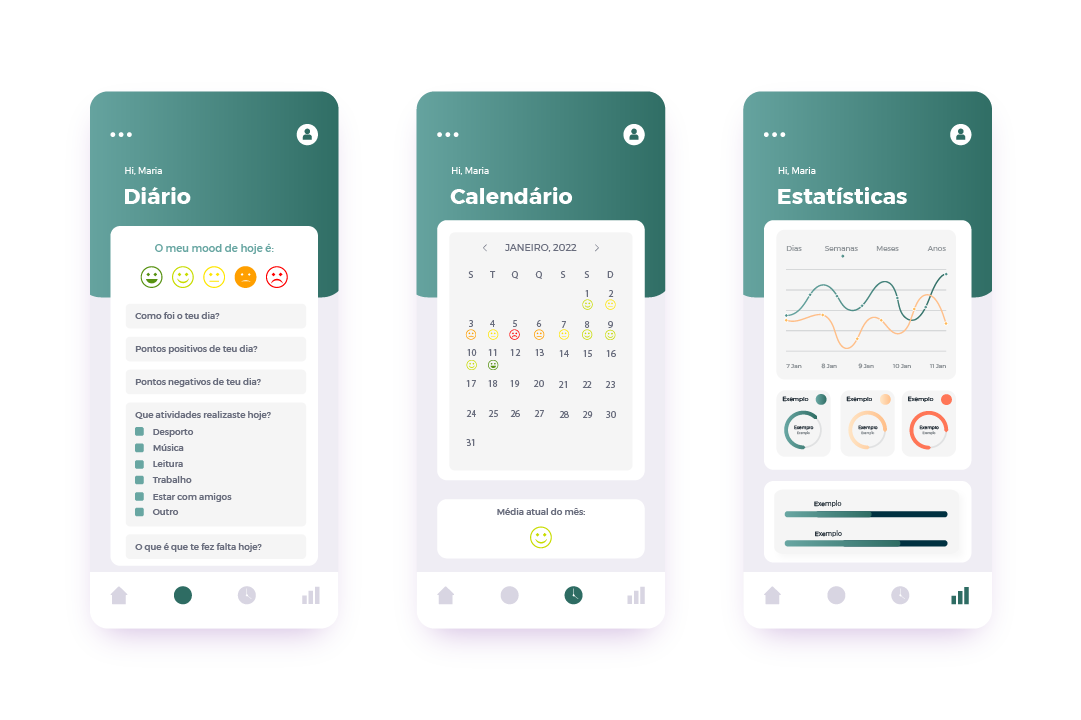 Hi, Maria
Diário
O meu mood de hoje é:
Como foi o teu dia?
Pontos positivos de teu dia?
Pontos negativos de teu dia?
Que atividades realizaste hoje?
Desporto
Música
Leitura
Trabalho
Estar com amigos
Outro
O que é que te fez falta hoje?
Hi, Maria
Calendário
JANEIRO, 2022
S T Q Q S S D
1 2
3 4 5 6 7 8 9
10 11 12 13 14 15 16
17 18 19 20 21 22 23
24 25 26 27 28 29 30
31
Média atual do mês:
Hi, Maria
Estatísticas
Dias Semanas Meses Anos
7 Jan 8 Jan 9 Jan 10 Jan 11 Jan
Exemplo Exemplo Exemplo
Exemplo Exemplo Exemplo
Exemplo Exemplo Exemplo
Exemplo
Exemplo